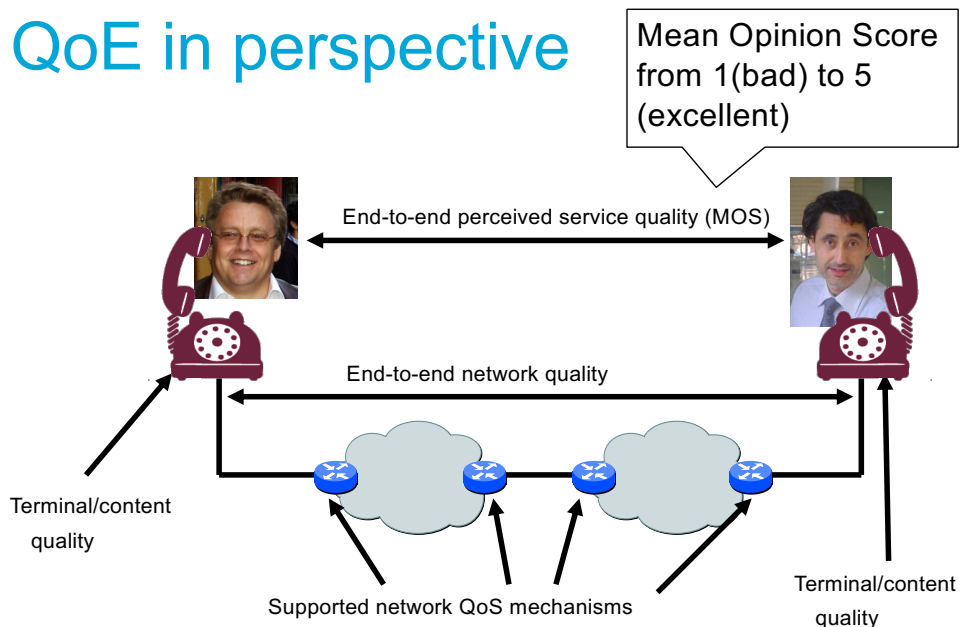 QoE in perspective
Mean Opinion Score
from 1(bad) to 5
(excellent)
End-to-end perceived service quality (MOS)
End-to-end network quality
Terminal/content
quality
Supported network QoS mechanisms
Terminal/content
quality